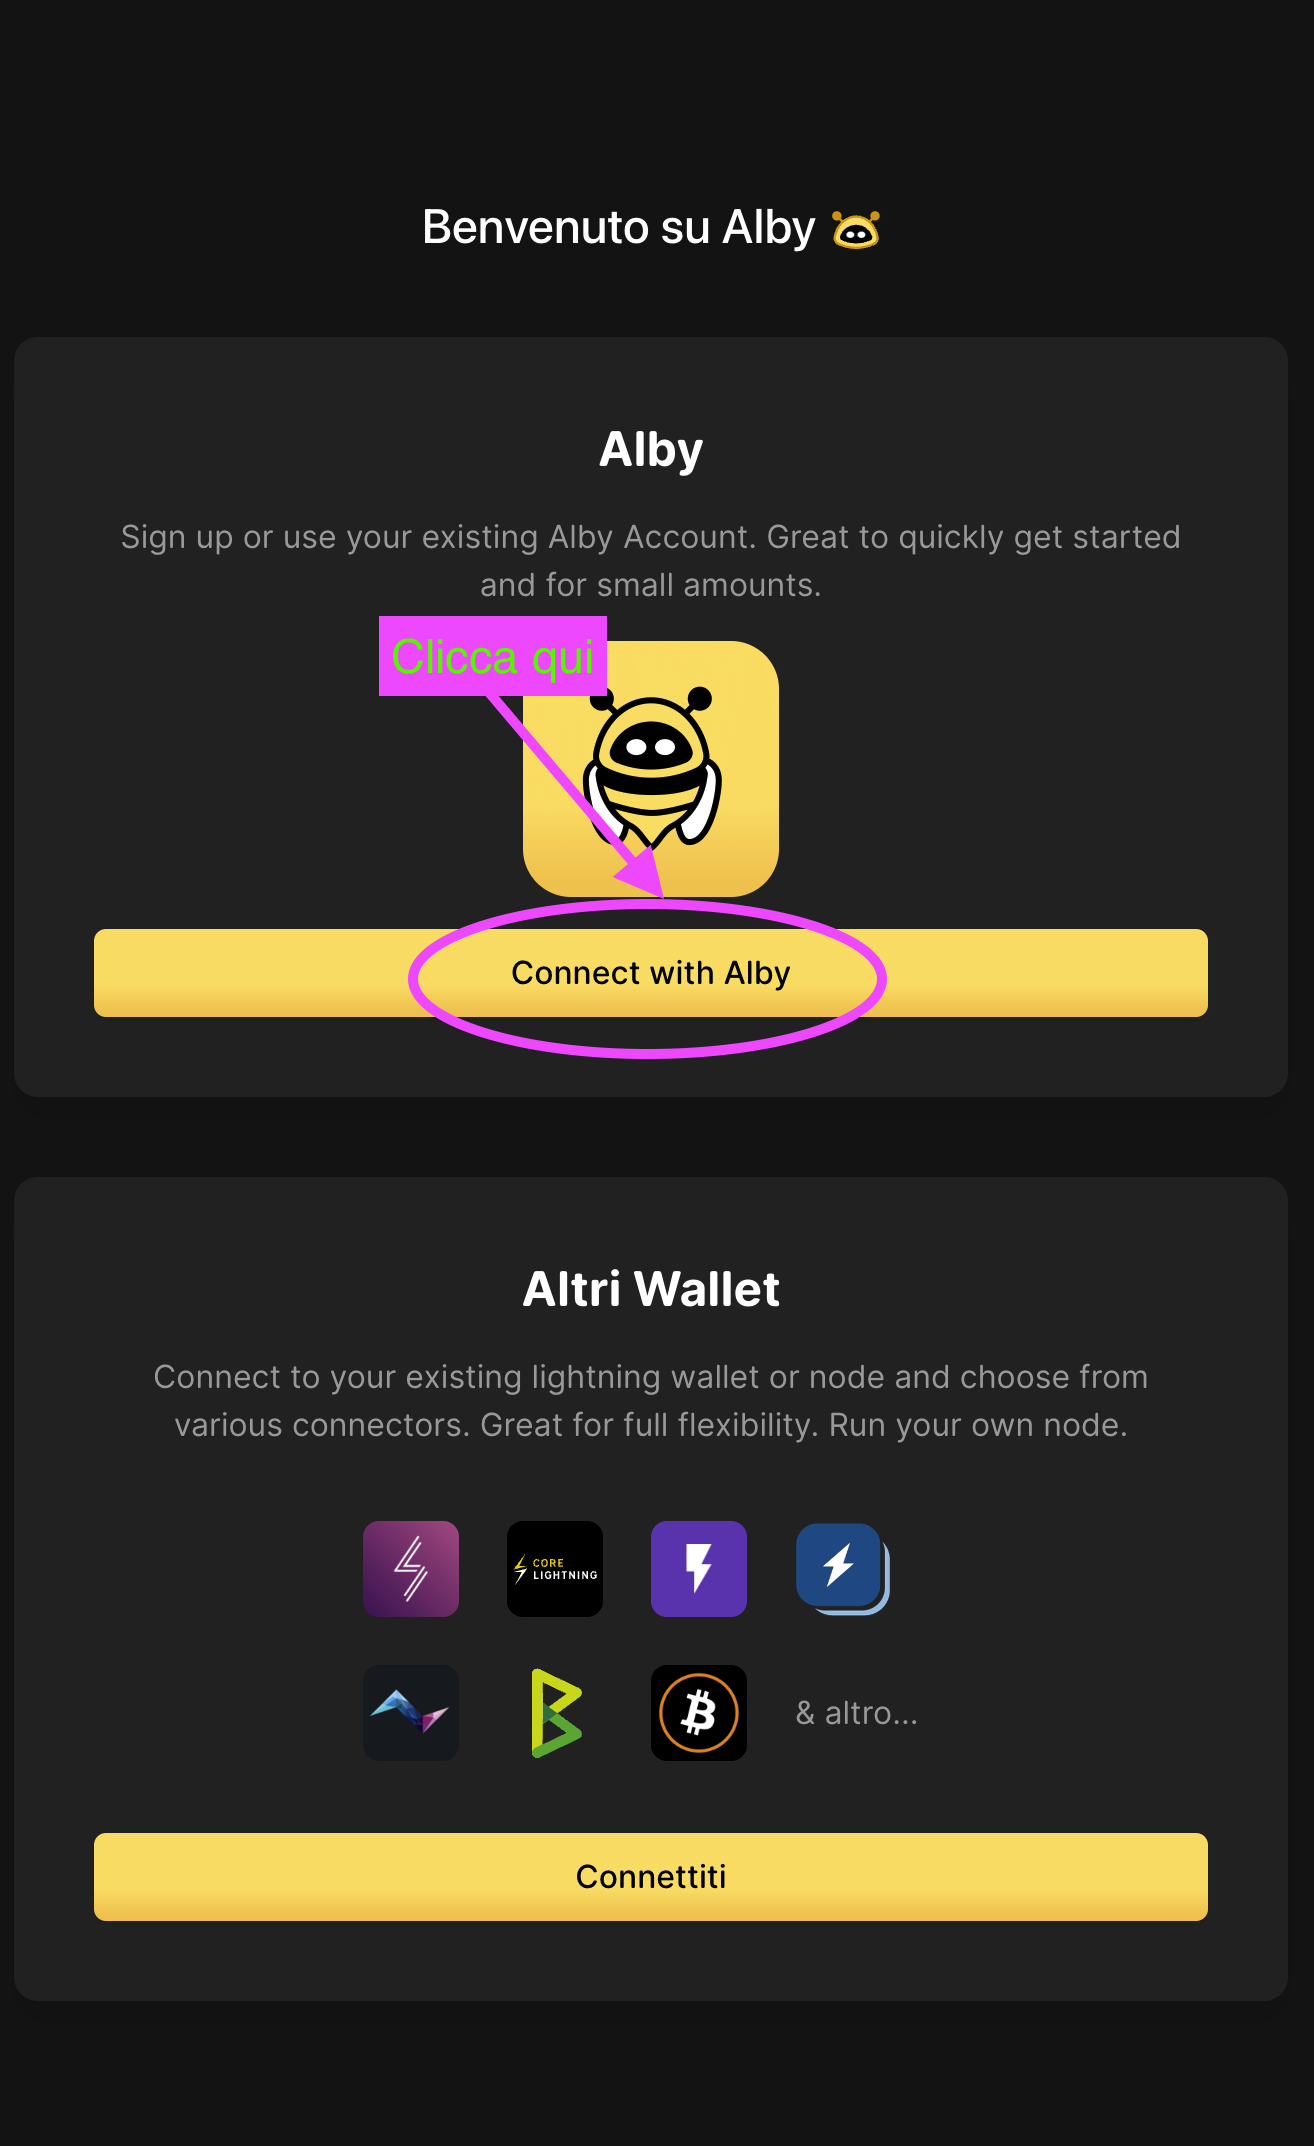 Benvenuto su Alby
Alby
Sign up or use your existing Alby Account. Great to quickly get started
and for small amounts.
Clicca qui
Connect with Alby
Altri Wallet
Connect to your existing lightning wallet or node and choose from
various connectors. Great for full flexibility. Run your own node.
CORE
LIGHTNING
& altro...
Connettiti